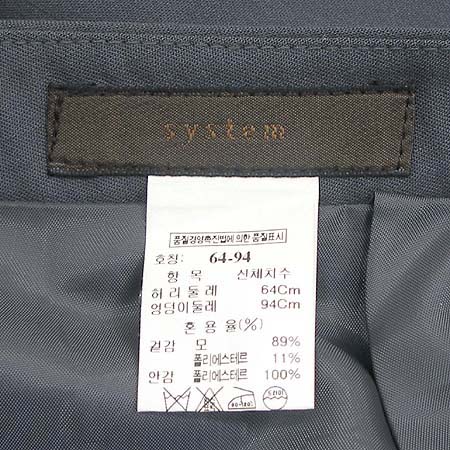 system
품질경영촉진법에 의한 품질표시
호칭: 64-94
항 목 신체치수
허리둘레 64Cm
엉덩이둘레 94Cm
혼용율(%)
겉감 모 89%
폴리에스테르 11%
안감 폴리에스테르 100%